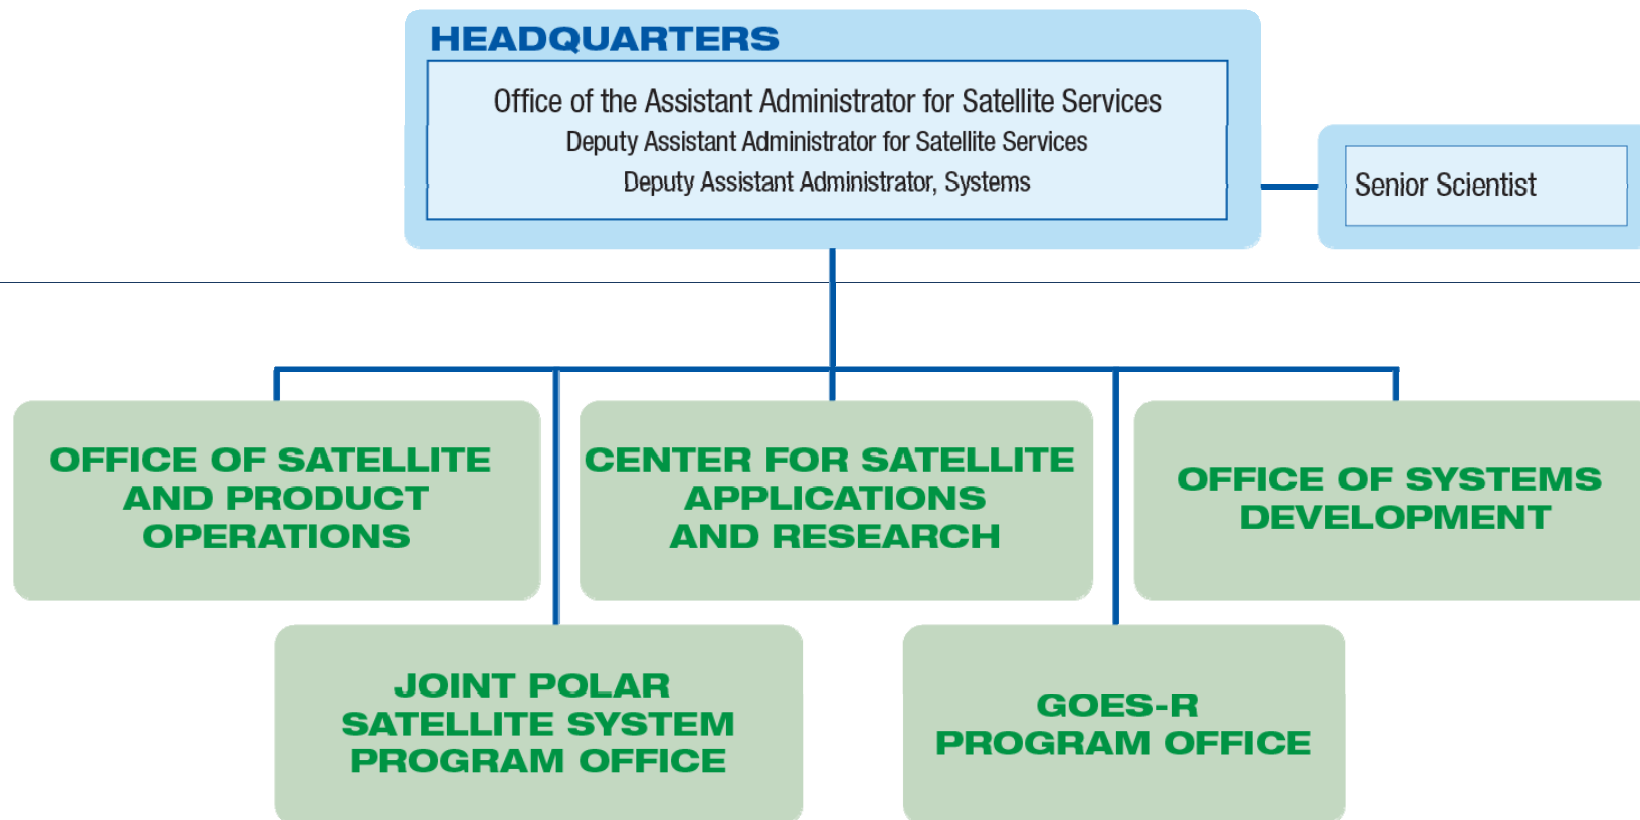 HEADQUARTERS
Office of the Assistant Administrator for Satellite Services
Deputy Assistant Administrator for Satellite Services
Deputy Assistant Administrator, Systems
Senior Scientist
OFFICE OF SATELLITE
AND PRODUCT
OPERATIONS
CENTER FOR SATELLITE
APPLICATIONS
AND RESEARCH
OFFICE OF SYSTEMS
DEVELOPMENT
JOINT POLAR
SATELLITE SYSTEM
PROGRAM OFFICE
GOES-R
PROGRAM OFFICE